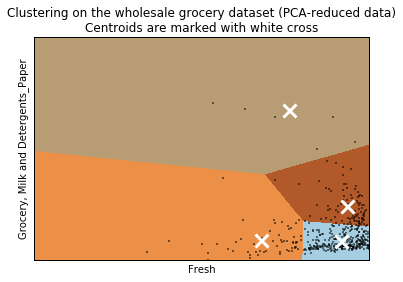 Clustering on the wholesale grocery dataset (PCA-reduced data)
Centroids are marked with white cross
Grocery, Milk and Detergents_Paper
Fresh